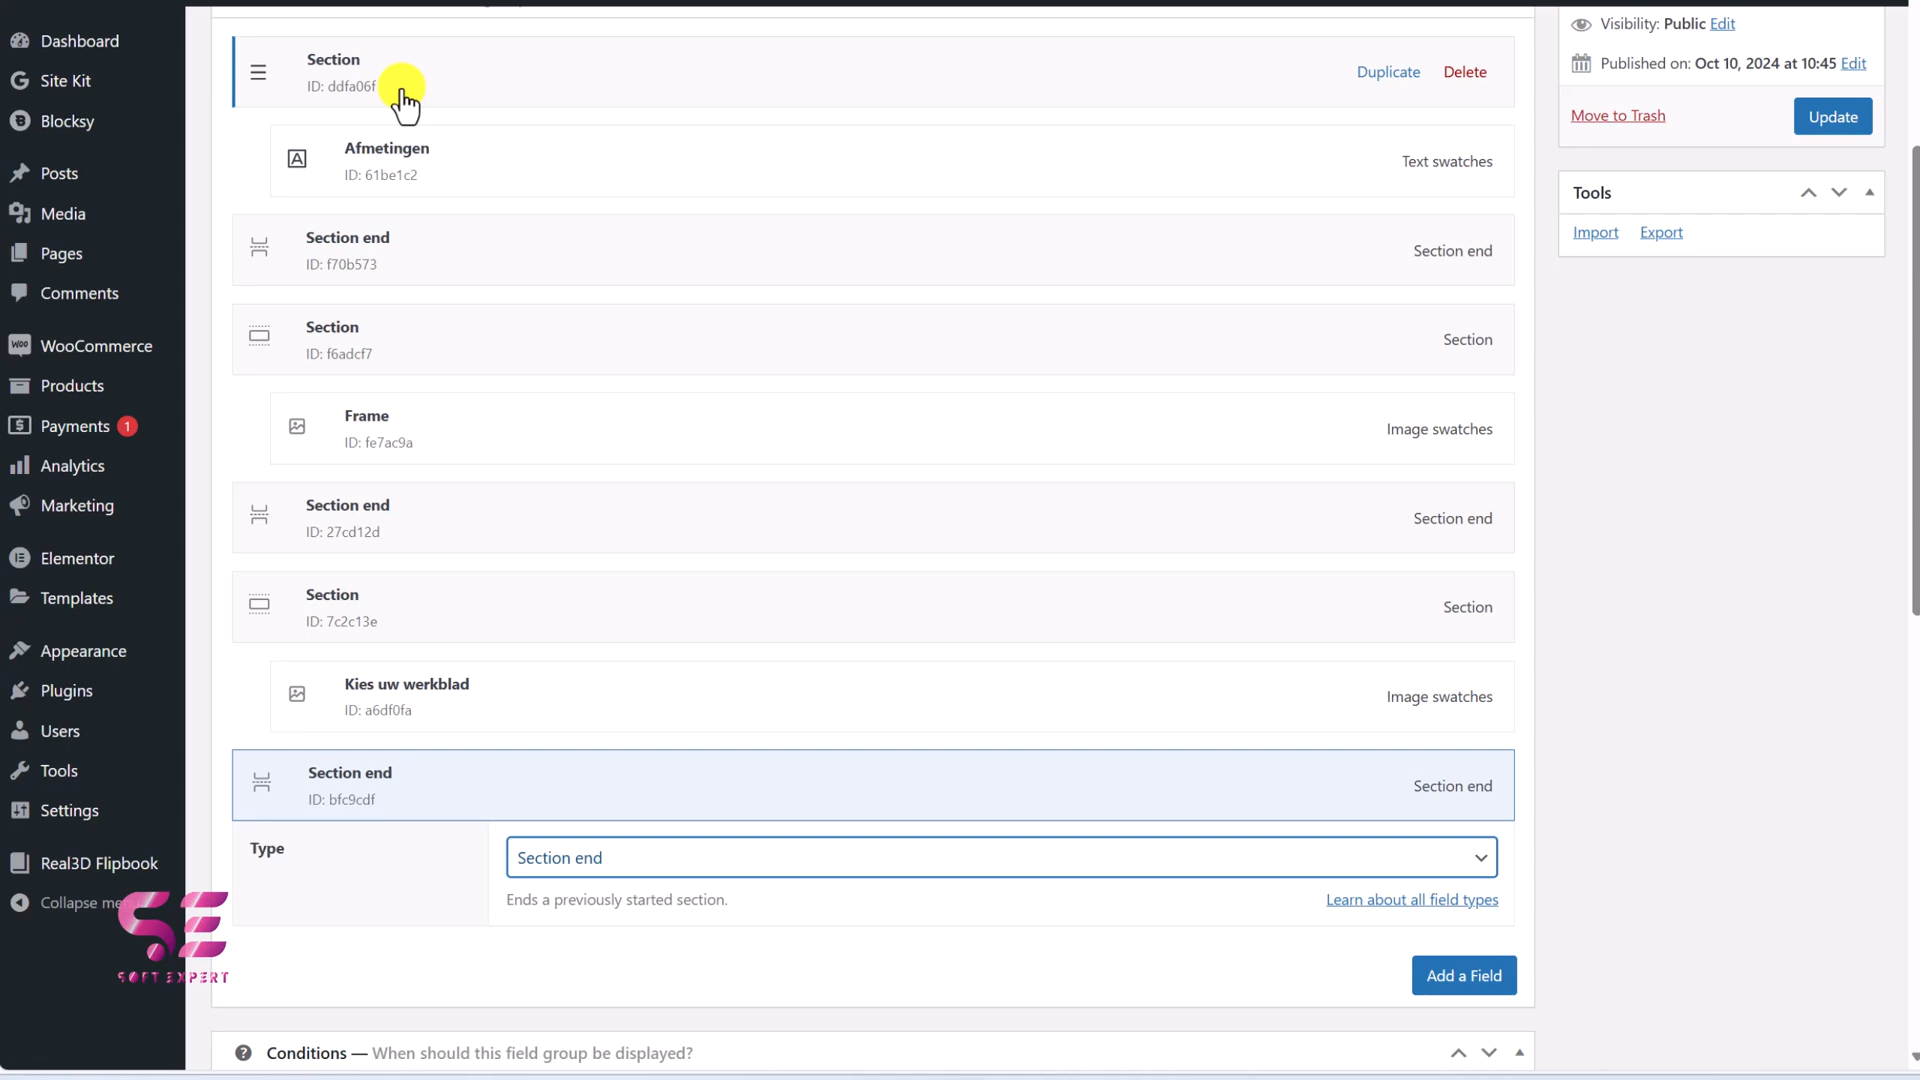 Dashboard
Site Kit
Blocksy
Posts
Media
Pages
Comments
WooCommerce
Products
Payments 1
Analytics
Marketing
Elementor
Templates
Appearance
Plugins
Users
Tools
Settings
Real3D Flipbook
Collapse menu
SE
SOFT EXPERT
Section
ID: ddfa06f
Duplicate Delete
Afmetingen
ID: 61be1c2
Text swatches
Section end
ID: f70b573
Section end
Section
ID: f6adcf7
Section
Frame
ID: fe7ac9a
Image swatches
Section end
ID: 27cd12d
Section end
Section
ID: 7c2c13e
Section
Kies uw werkblad
ID: a6df0fa
Image swatches
Section end
ID: bfc9cdf
Section end
Type
Section end
Ends a previously started section.
Learn about all field types
Add a Field
Conditions — When should this field group be displayed?
Visibility: Public Edit
Published on: Oct 10, 2024 at 10:45 Edit
Move to Trash
Update
Tools
Import Export